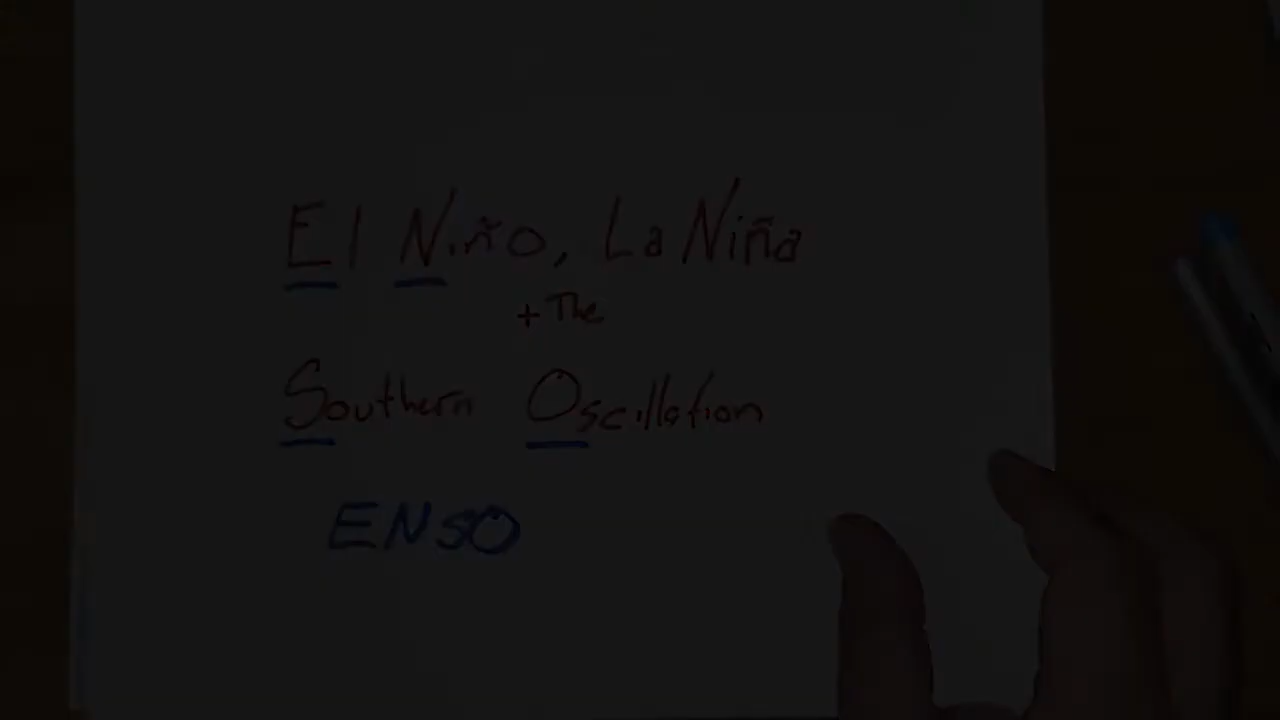 El Niño, La Niña
+ The
Southern Oscillation
ENSO